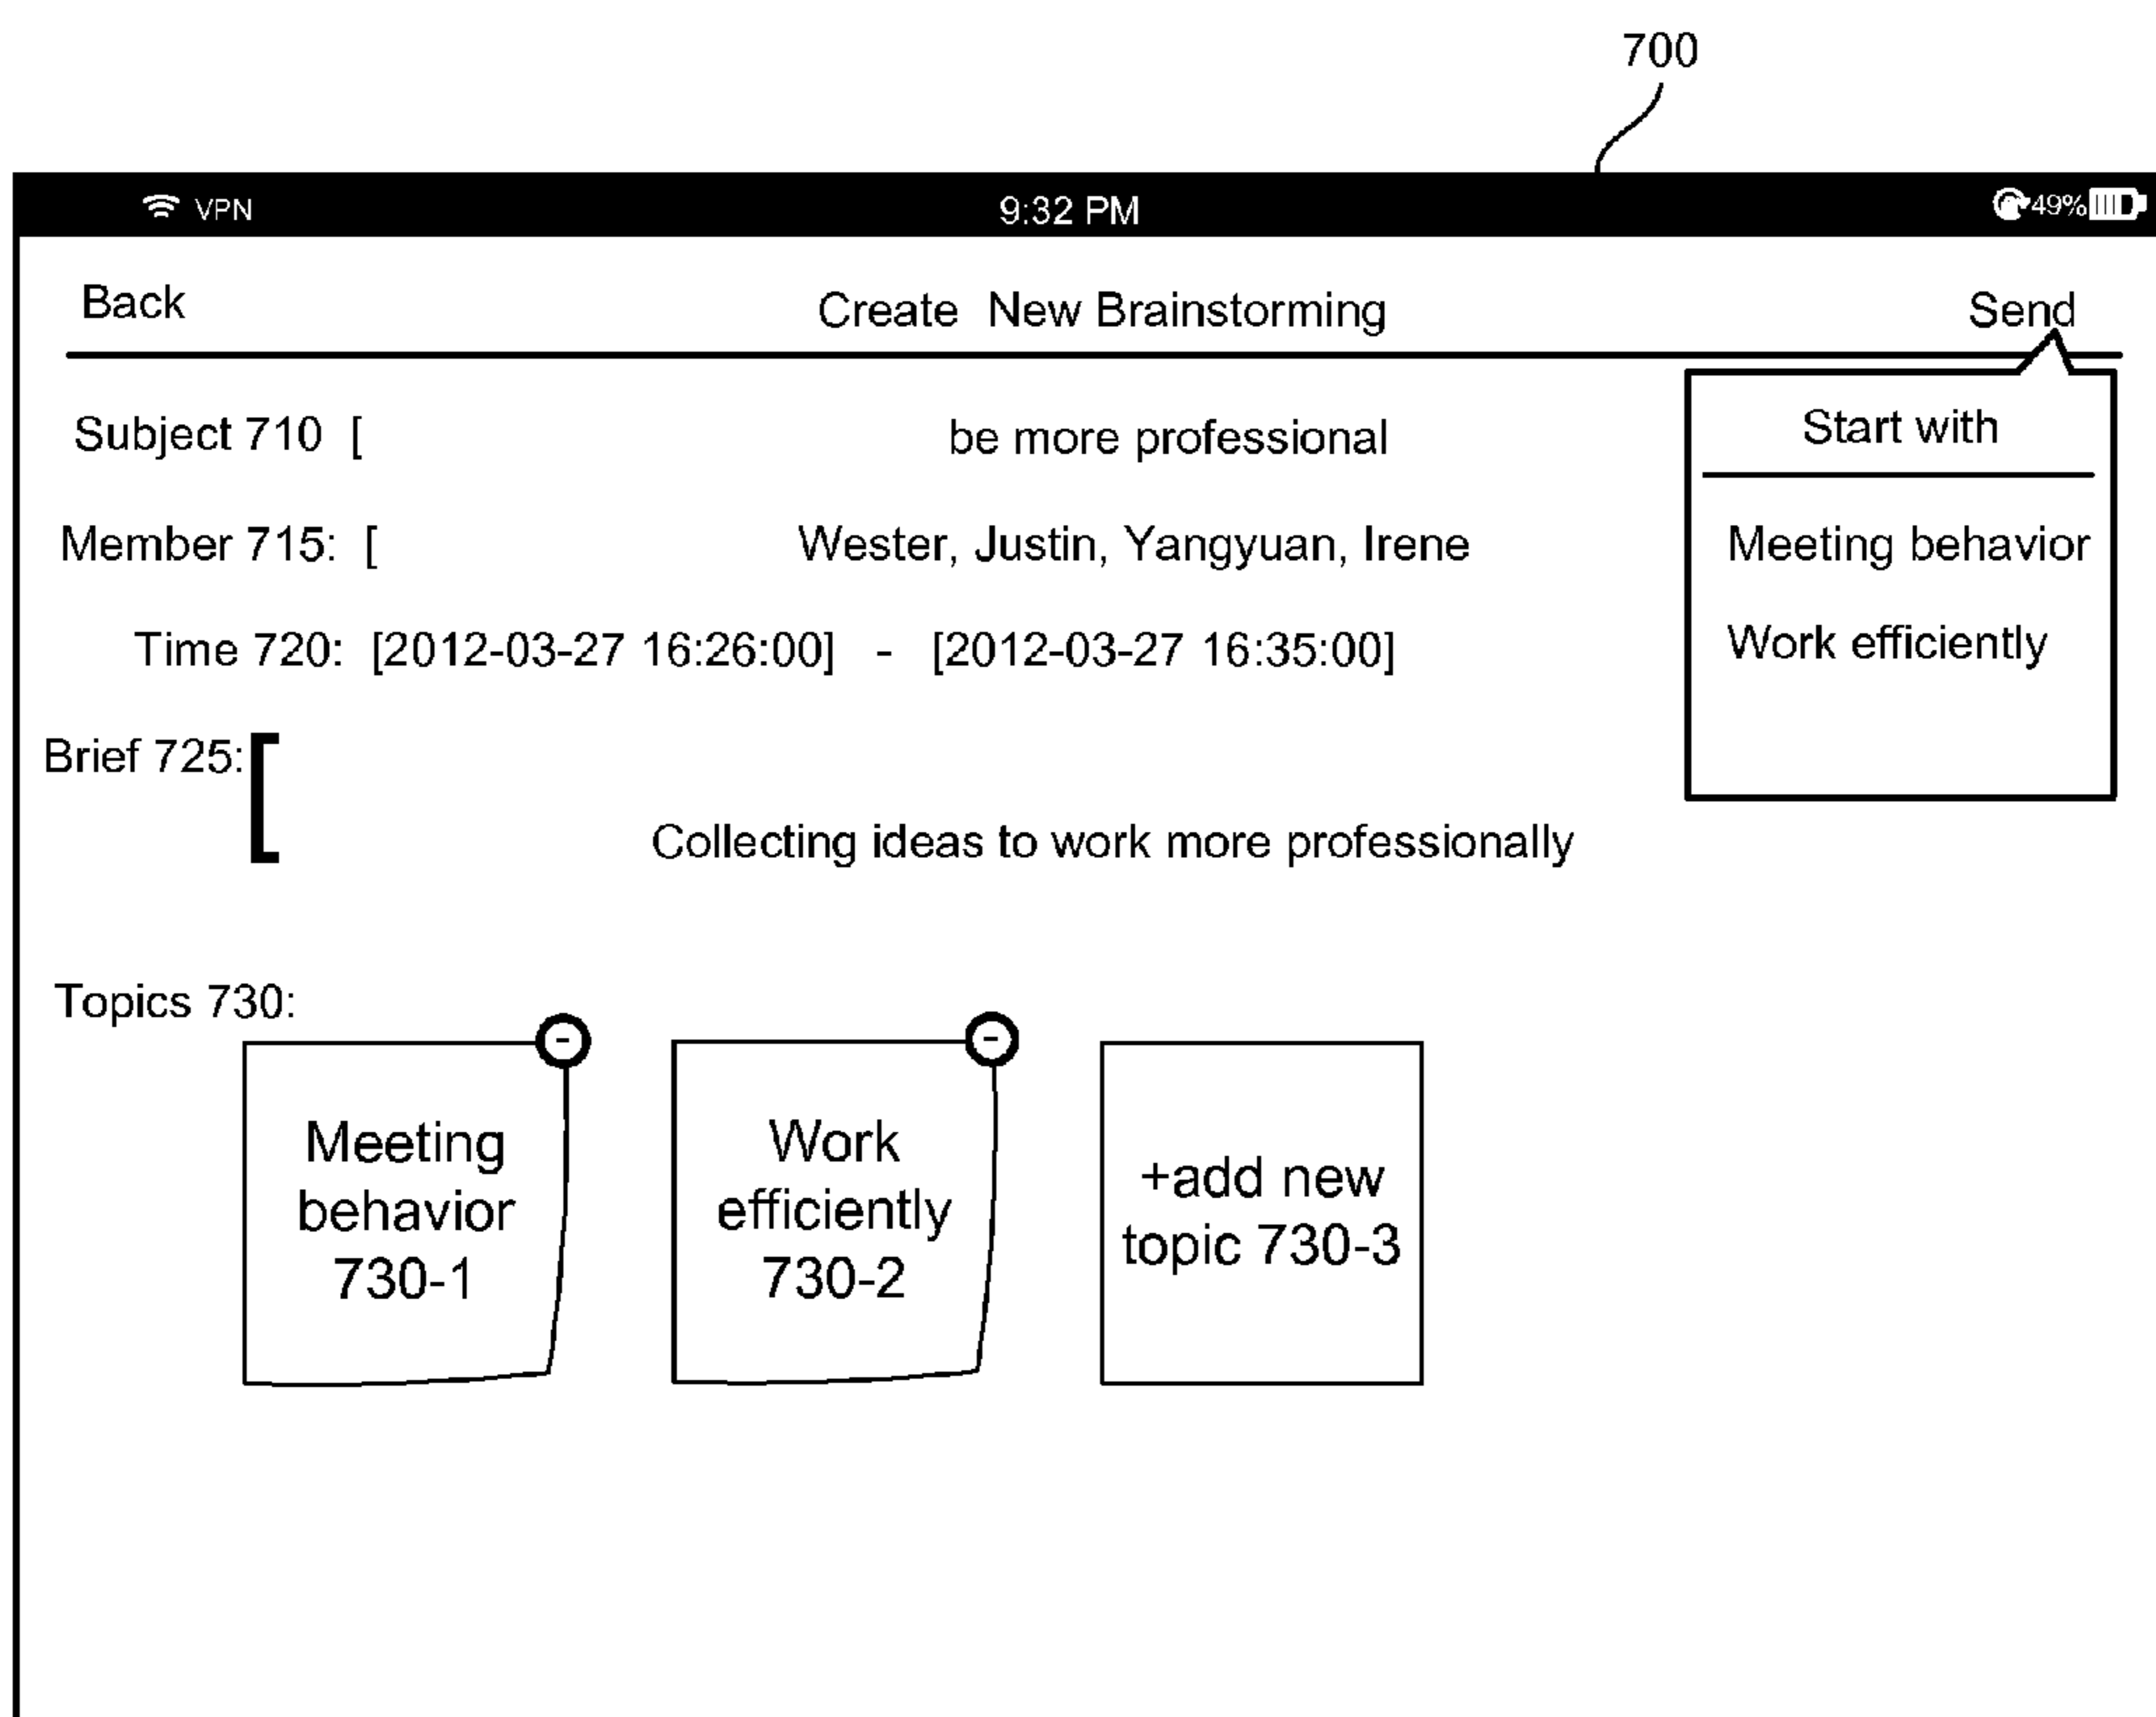 700
VPN 9:32 PM 49%
Back Create New Brainstorming Send
Subject 710 [ be more professional
Member 715: [ Wester, Justin, Yangyuan, Irene
Time 720: [2012-03-27 16:26:00] - [2012-03-27 16:35:00]
Brief 725: [
Collecting ideas to work more professionally
Start with
Meeting behavior
Work efficiently
Topics 730:
-
Meeting
behavior
730-1
-
Work
efficiently
730-2
+add new
topic 730-3